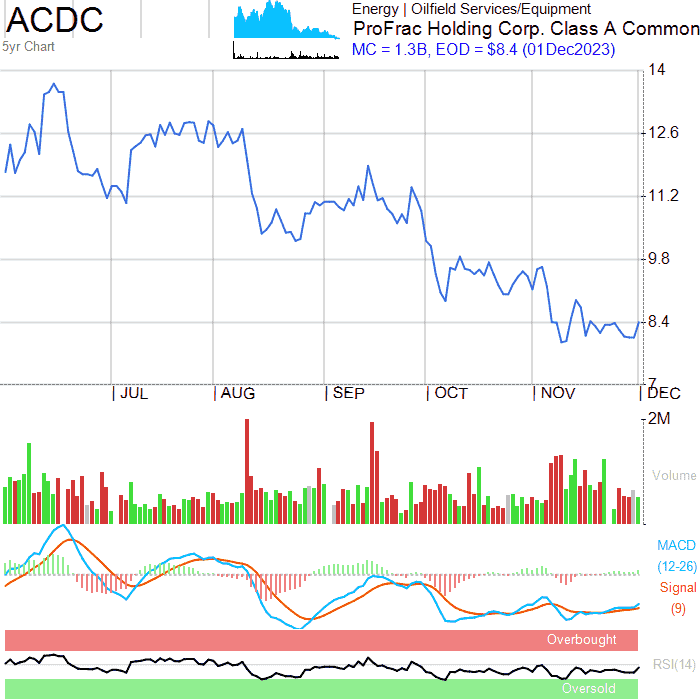 ACDC
5yr Chart
Energy | Oilfield Services/Equipment
ProFrac Holding Corp. Class A Common
MC = 1.3B, EOD = $8.4 (01Dec2023)
14
12.6
11.2
9.8
8.4
7
JUL
AUG
SEP
OCT
NOV
DEC
2M
Volume
MACD
(12-26)
Signal
(9)
Overbought
RSI(14)
Oversold